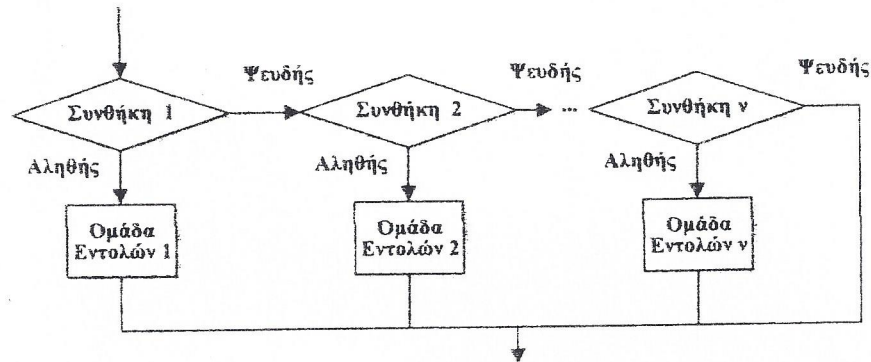 Ψευδής
Ψευδής
Ψευδής
Συνθήκη 1
Συνθήκη 2
...
Συνθήκη ν
Αληθής
Αληθής
Αληθής
Ομάδα
Εντολών 1
Ομάδα
Εντολών 2
Ομάδα
Εντολών ν